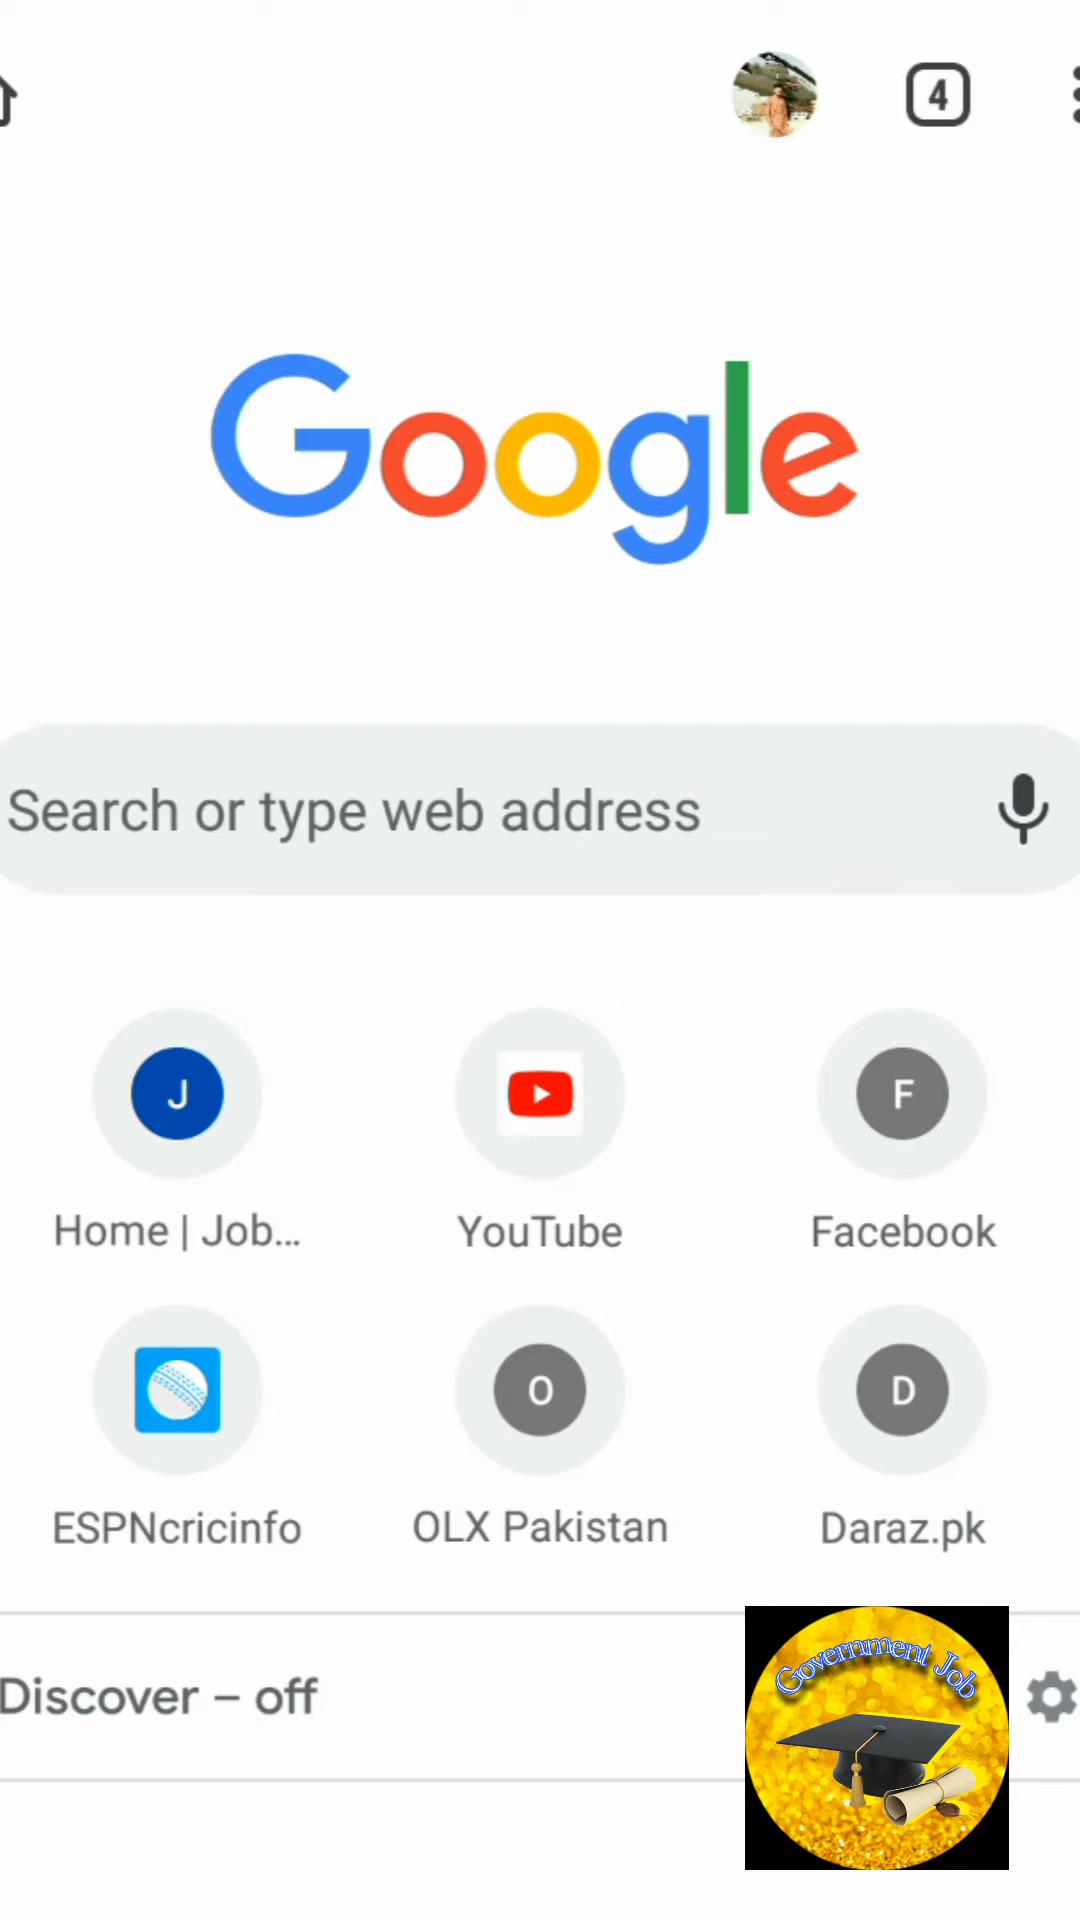 4
Google
Search or type web address
J
F
Home | Job...
YouTube
Facebook
O
D
ESPNcricinfo
OLX Pakistan
Daraz.pk
Government Job
Discover – off